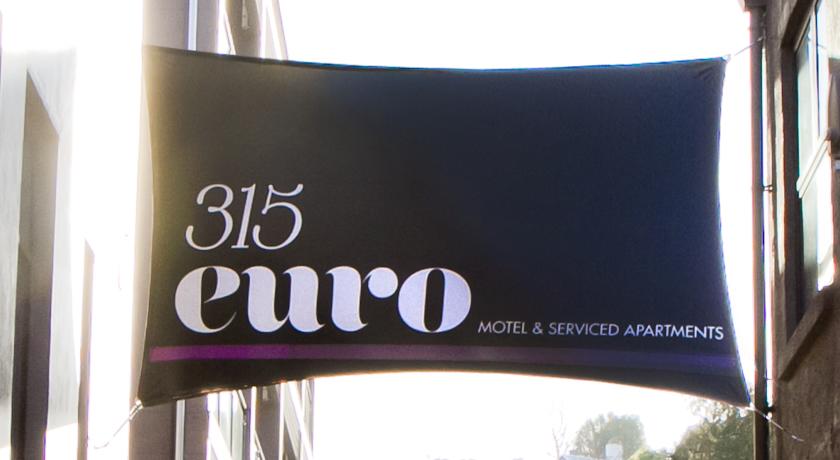 315
euro MOTEL & SERVICED APARTMENTS